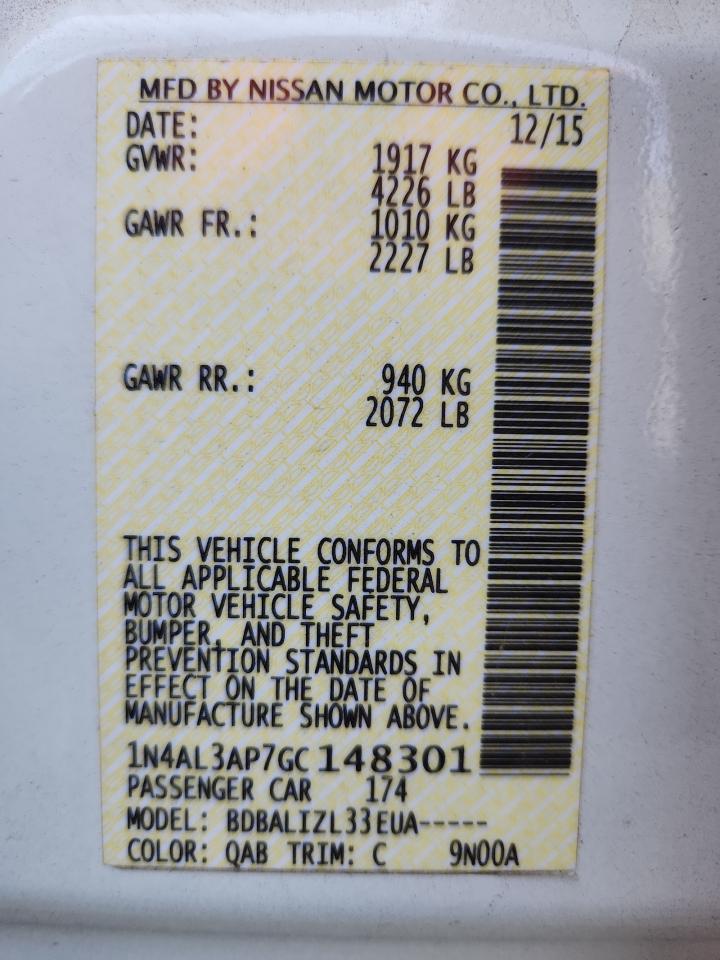 MFD BY NISSAN MOTOR CO., LTD.
DATE: 12/15
GVWR: 1917 KG
4226 LB
GAWR FR.: 1010 KG
2227 LB
GAWR RR.: 940 KG
2072 LB
THIS VEHICLE CONFORMS TO
ALL APPLICABLE FEDERAL
MOTOR VEHICLE SAFETY,
BUMPER, AND THEFT
PREVENTION STANDARDS IN
EFFECT ON THE DATE OF
MANUFACTURE SHOWN ABOVE.
1N4AL3AP7GC148301
PASSENGER CAR 174
MODEL: BDBALIZL33EUA-----
COLOR: QAB TRIM: C 9N00A